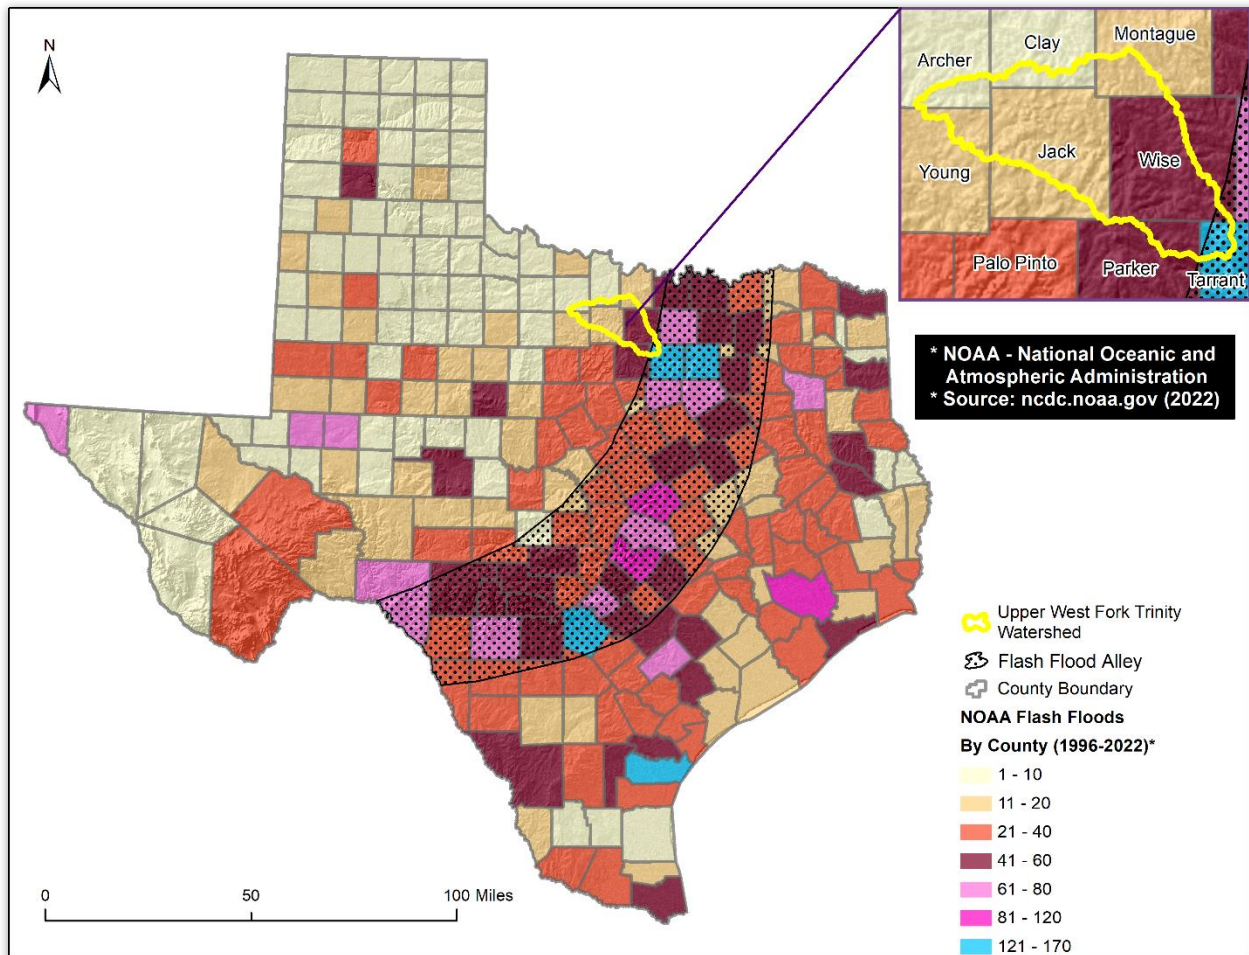 N
Archer
Clay
Montague
Young
Jack
Wise
Palo Pinto
Parker
Tarrant
* NOAA - National Oceanic and
Atmospheric Administration
* Source: ncdc.noaa.gov (2022)
Upper West Fork Trinity
Watershed
Flash Flood Alley
County Boundary
NOAA Flash Floods
By County (1996-2022)*
1 - 10
11 - 20
21 - 40
41 - 60
61 - 80
81 - 120
121 - 170
0 50 100 Miles